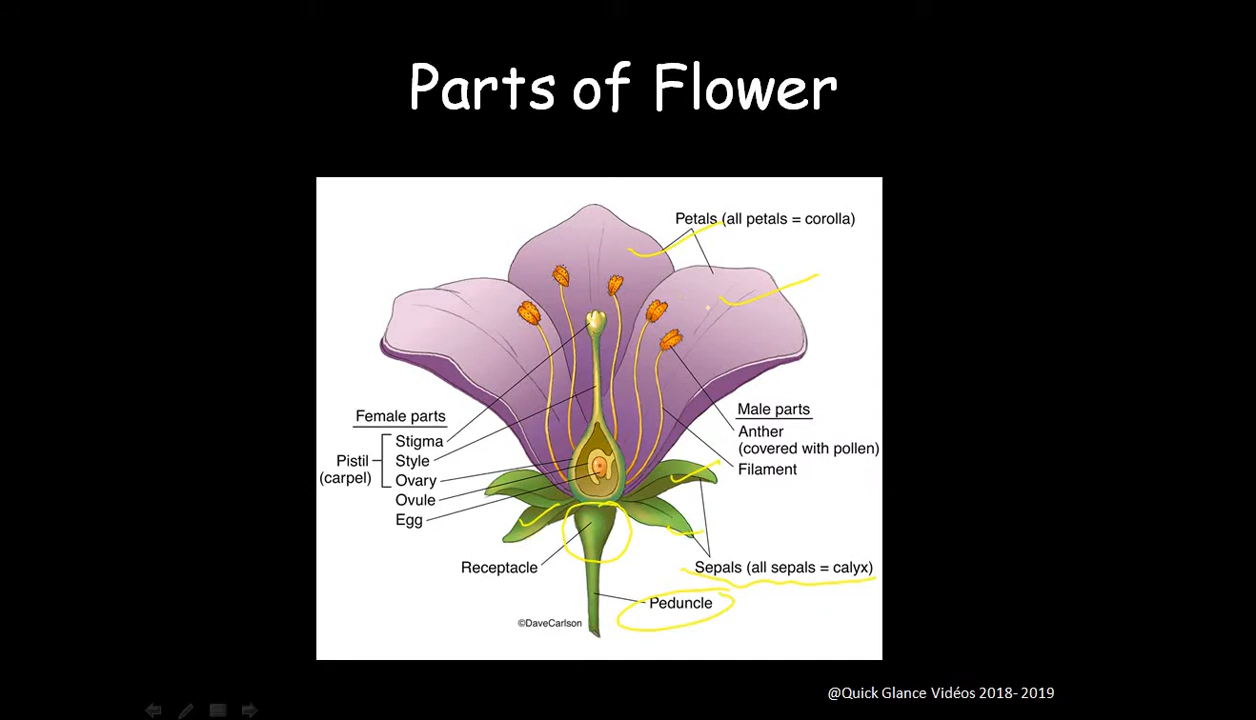 Parts of Flower
Petals (all petals = corolla)
Female parts
Stigma
Style
Pistil
(carpel)
Ovary
Ovule
Egg
Male parts
Anther
(covered with pollen)
Filament
Receptacle
Sepals (all sepals = calyx)
Peduncle
©DaveCarlson
@Quick Glance Vidéos 2018- 2019